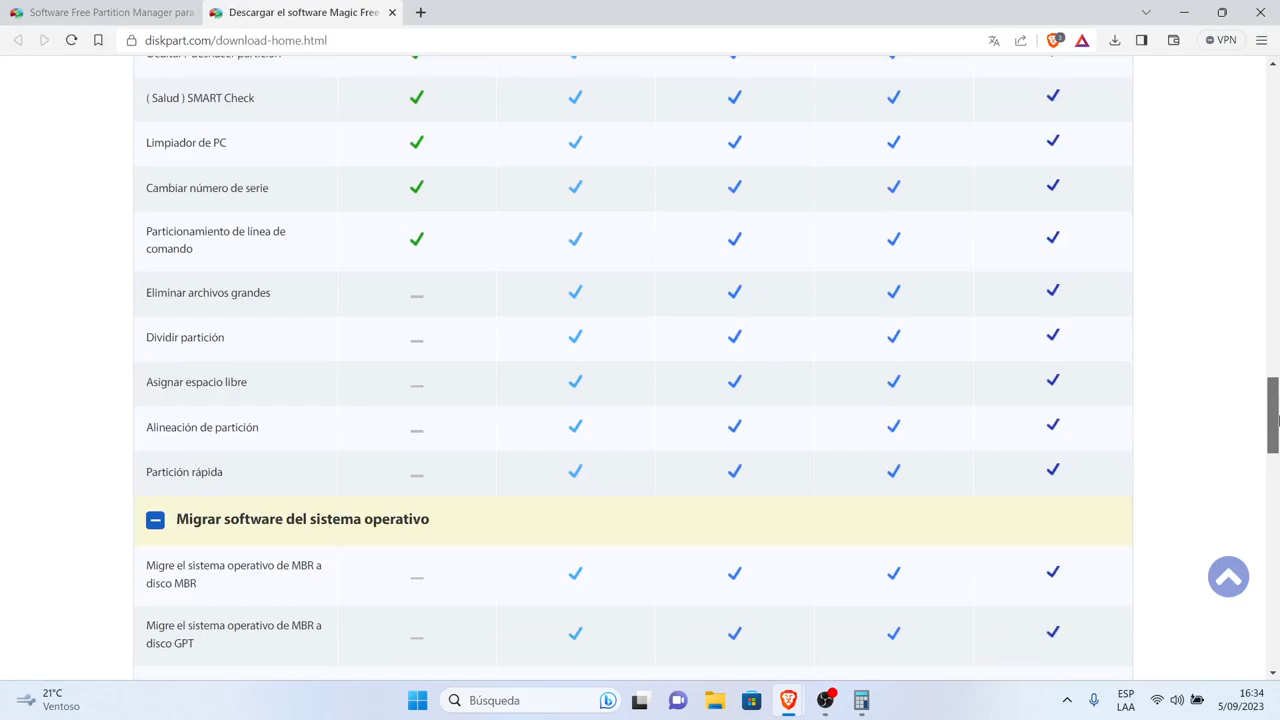 Software Free Partition Manager para
Descargar el software Magic Free
diskpart.com/download-home.html
3
VPN
( Salud ) SMART Check
Limpiador de PC
Cambiar número de serie
Particionamiento de línea de
comando
Eliminar archivos grandes
Dividir partición
Asignar espacio libre
Alineación de partición
Partición rápida
Migrar software del sistema operativo
Migre el sistema operativo de MBR a
disco MBR
Migre el sistema operativo de MBR a
disco GPT
21°C
Ventoso
Búsqueda
ESP
LAA
16:34
5/09/2023